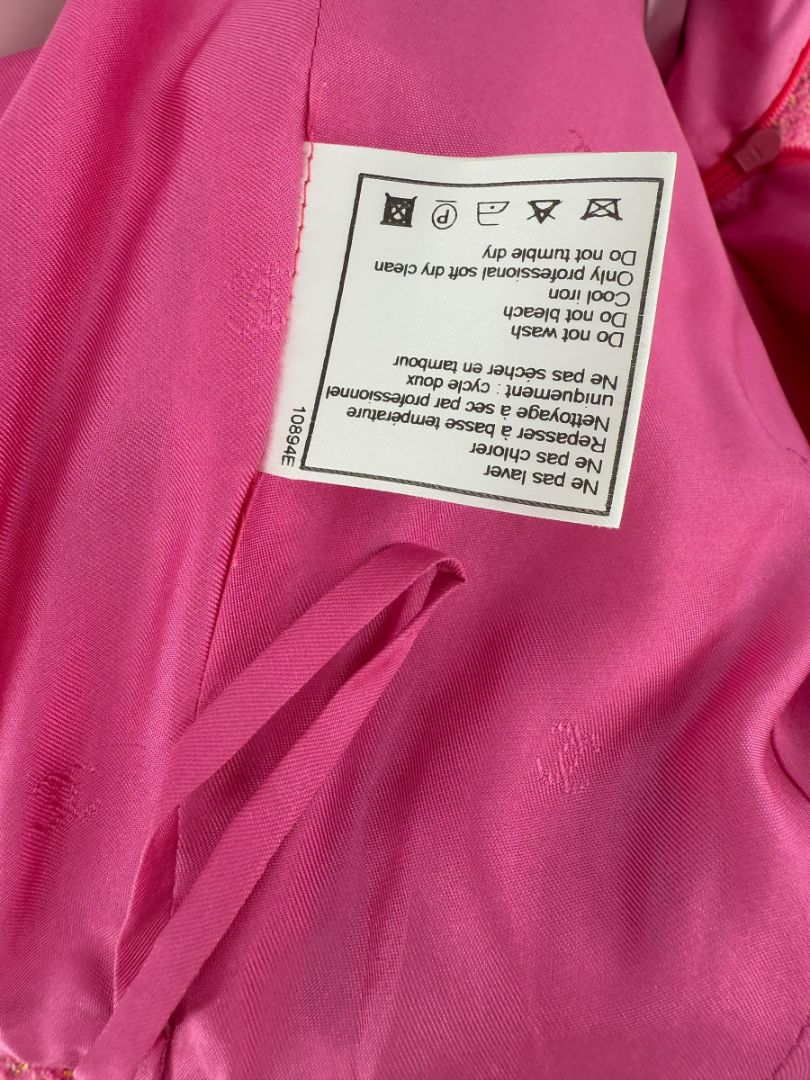 Ne pas laver
Ne pas chlorer
Repasser à basse température
Nettoyage à sec par professionnel
uniquement : cycle doux
Ne pas sécher en tambour
Do not wash
Do not bleach
Cool iron
Only professional soft dry clean
Do not tumble dry
P
10894E